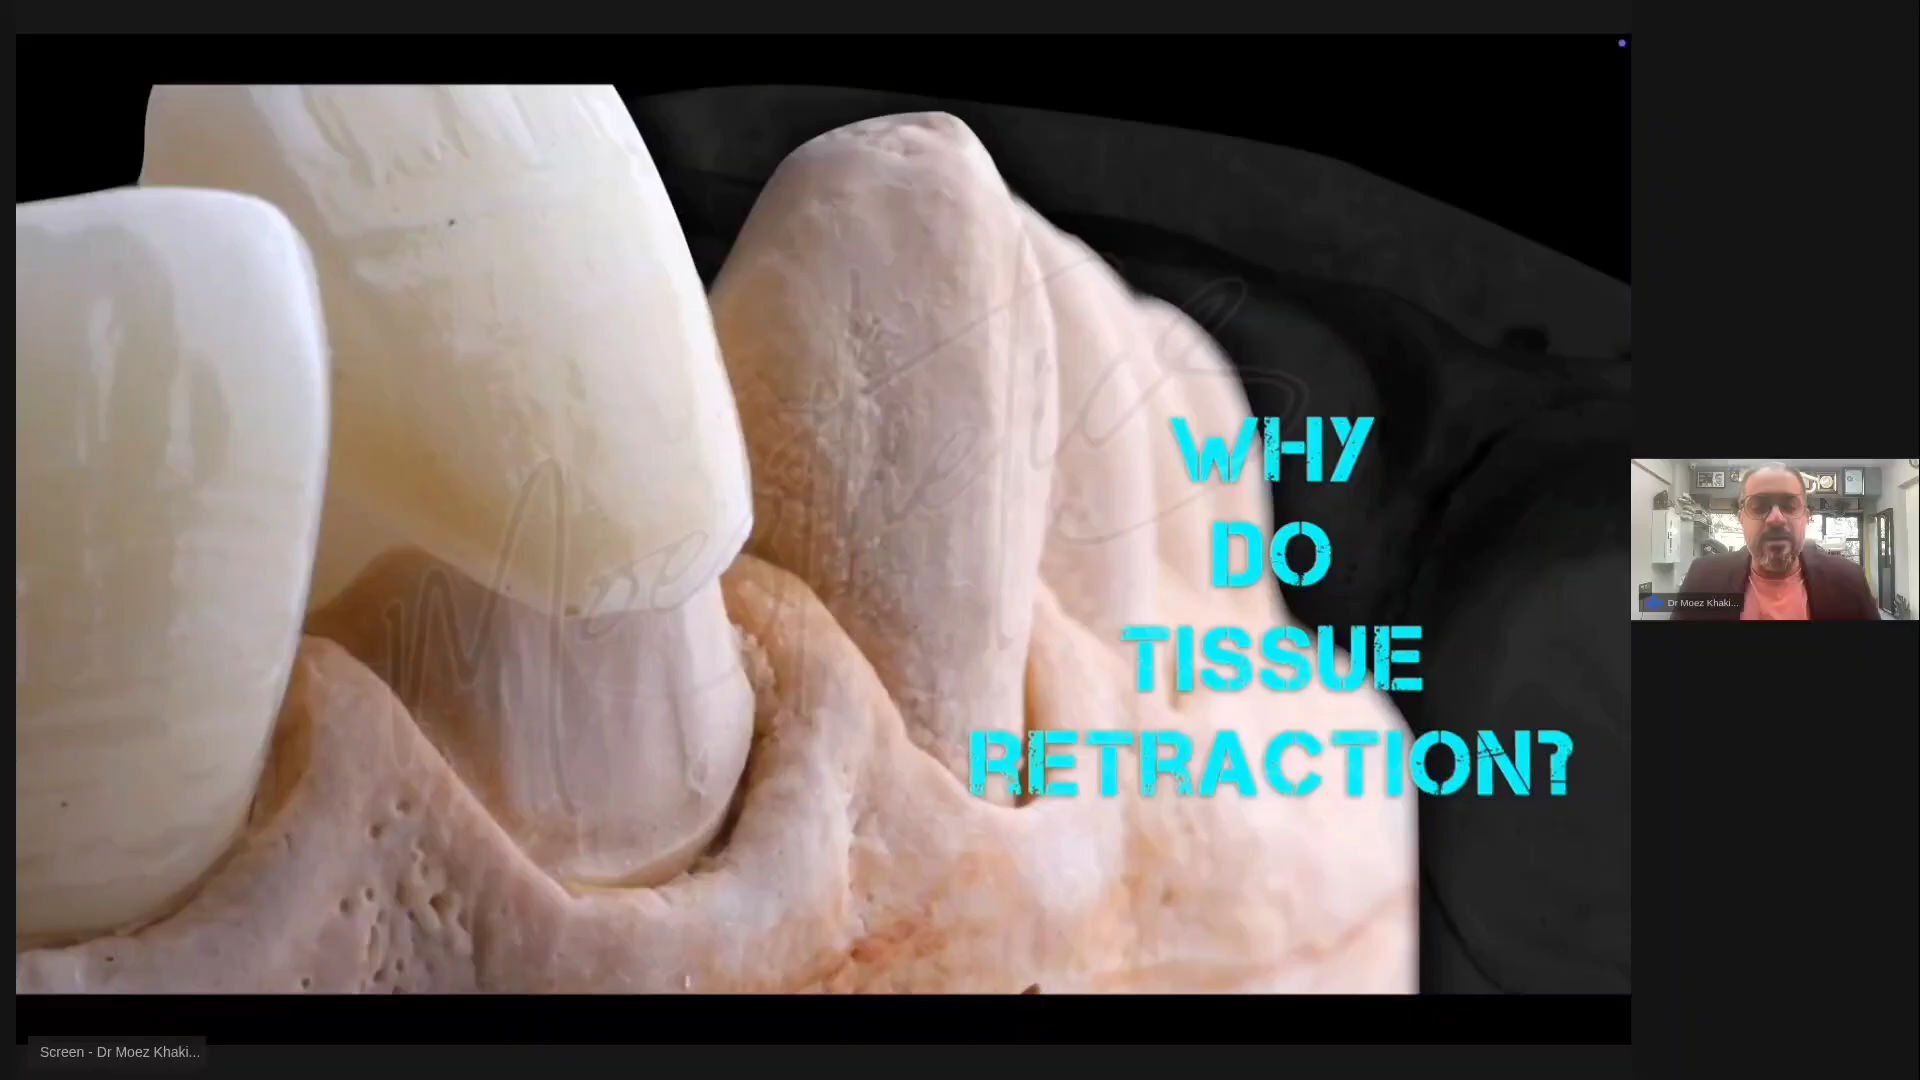 WHY
DO
TISSUE
RETRACTION?
Dr Moez Khaki...
Screen - Dr Moez Khaki...